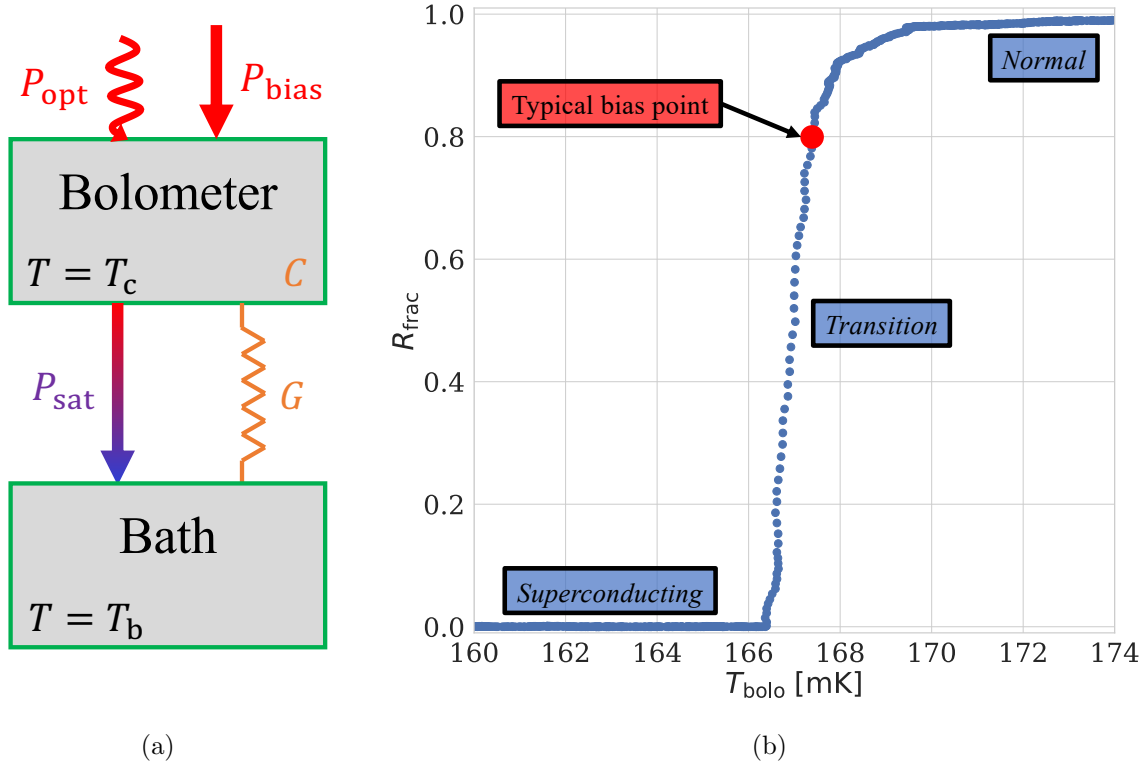 P_opt
P_bias
Bolometer
T = T_c
C
P_sat
G
Bath
T = T_b
(a)
1.0
0.8
0.6
0.4
0.2
0.0
R_frac
Normal
Typical bias point
Transition
Superconducting
160 162 164 166 168 170 172 174
T_bolo [mK]
(b)